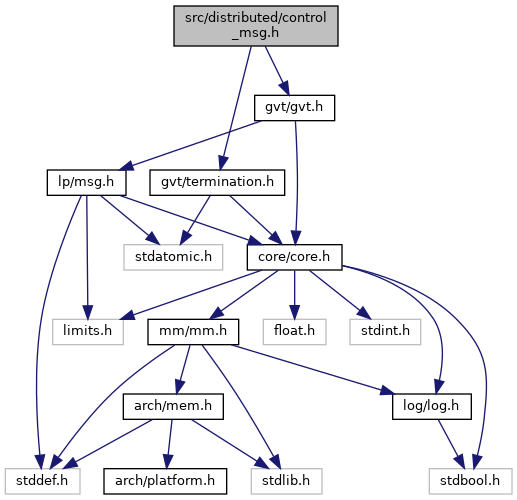 src/distributed/control
_msg.h
gvt/gvt.h
lp/msg.h
gvt/termination.h
stdatomic.h
core/core.h
limits.h
mm/mm.h
float.h
stdint.h
arch/mem.h
log/log.h
stddef.h
arch/platform.h
stdlib.h
stdbool.h